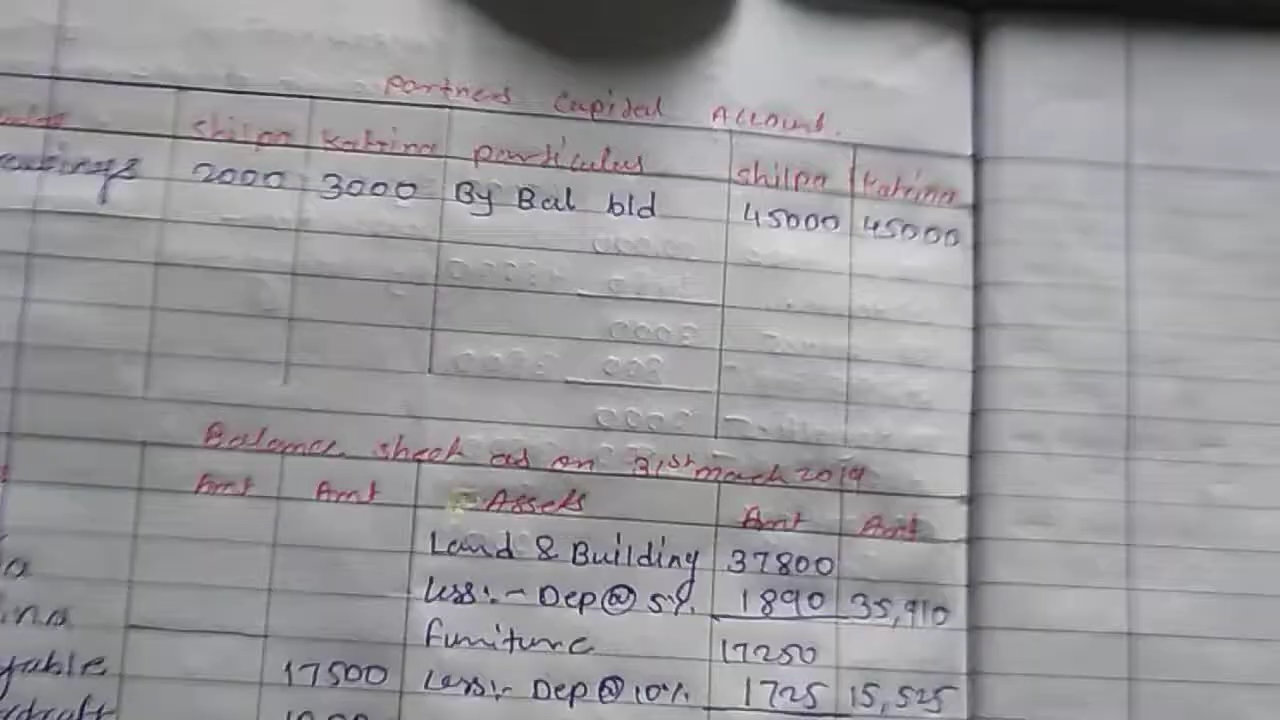 Partners Capital Account.
Shilpa Katrina Particulas Shilpa Katrina
2000 3000 By Bal b/d 45000 45000
Balance sheet as on 31st march 2019
Amt Amt Assets Amt Amt
Land & Building 37800
Less:- Dep @ 5% 1890 35,910
Funiture 17250
17500 Less:- Dep @ 10% 1725 15,525